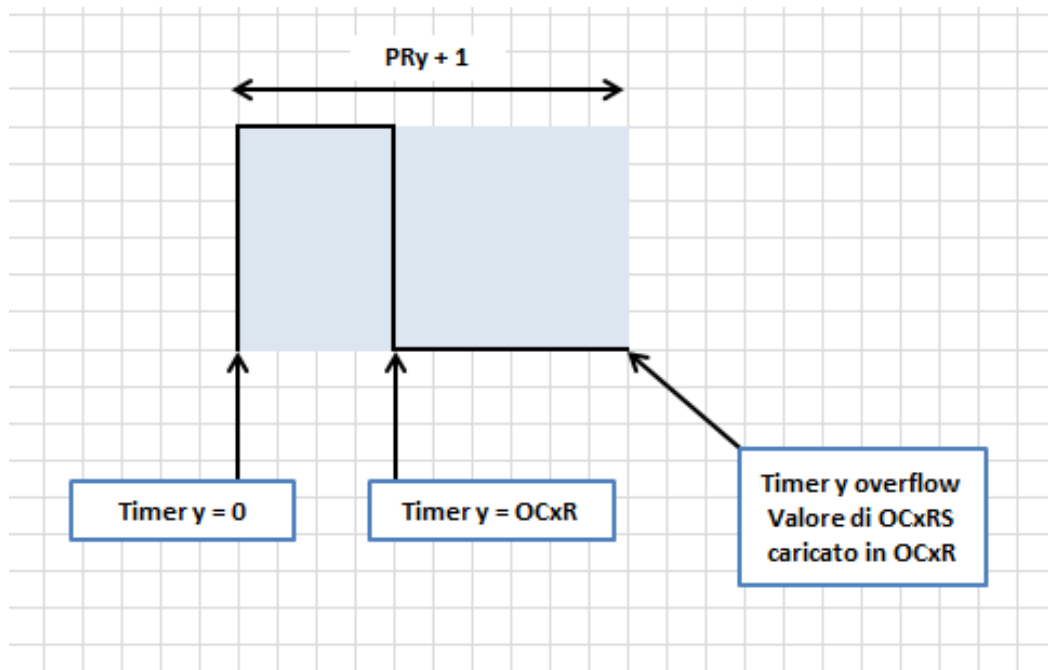 PRy + 1
Timer y = 0
Timer y = OCxR
Timer y overflow
Valore di OCxRS
caricato in OCxR